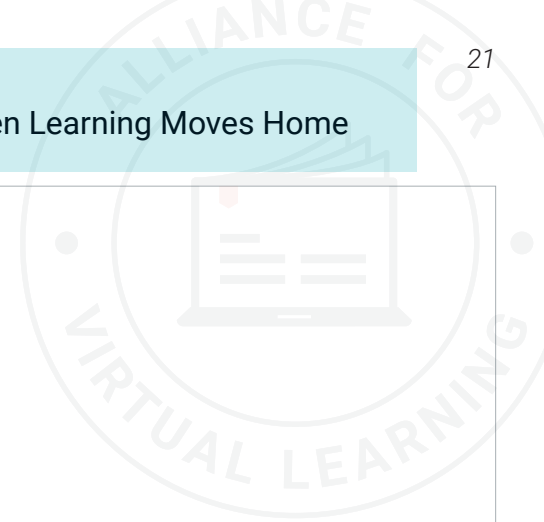 21
en Learning Moves Home
ALLIANCE FOR
VIRTUAL LEARNING